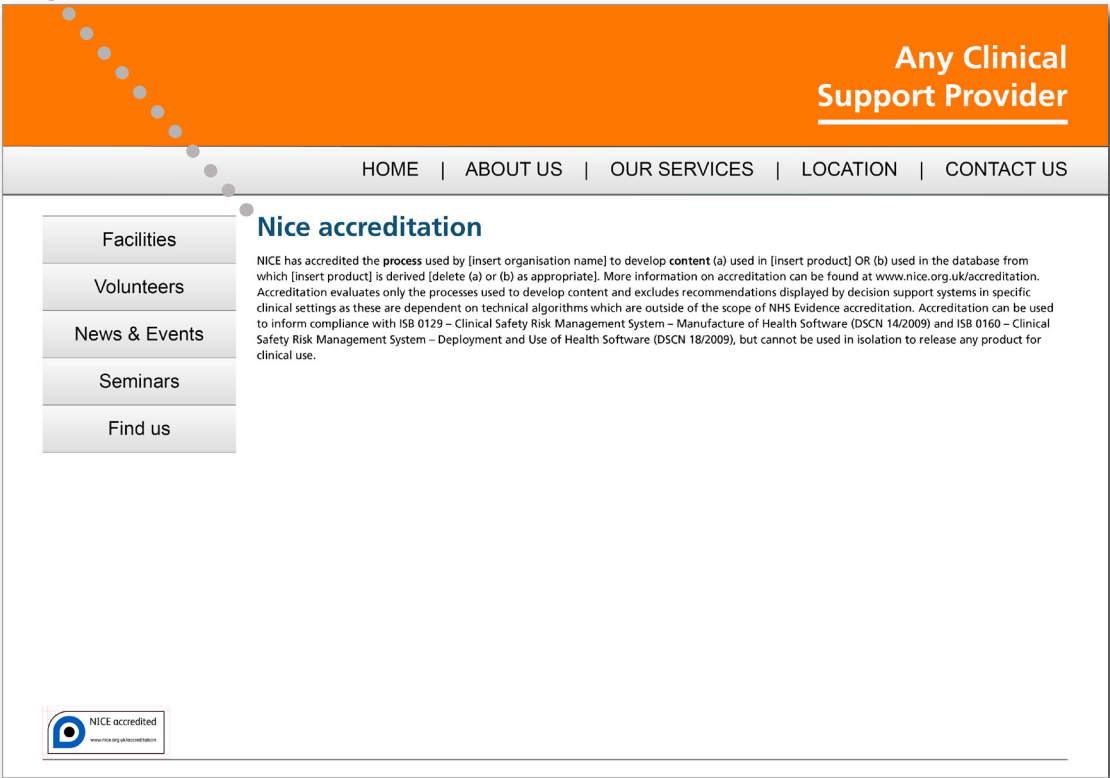 Any Clinical
Support Provider
HOME | ABOUT US | OUR SERVICES | LOCATION | CONTACT US
Facilities
Volunteers
News & Events
Seminars
Find us
Nice accreditation
NICE has accredited the process used by [insert organisation name] to develop content (a) used in [insert product] OR (b) used in the database from
which [insert product] is derived [delete (a) or (b) as appropriate]. More information on accreditation can be found at www.nice.org.uk/accreditation.
Accreditation evaluates only the processes used to develop content and excludes recommendations displayed by decision support systems in specific
clinical settings as these are dependent on technical algorithms which are outside of the scope of NHS Evidence accreditation. Accreditation can be used
to inform compliance with ISB 0129 – Clinical Safety Risk Management System – Manufacture of Health Software (DSCN 14/2009) and ISB 0160 – Clinical
Safety Risk Management System – Deployment and Use of Health Software (DSCN 18/2009), but cannot be used in isolation to release any product for
clinical use.
NICE accredited
www.nice.org.uk/accreditation